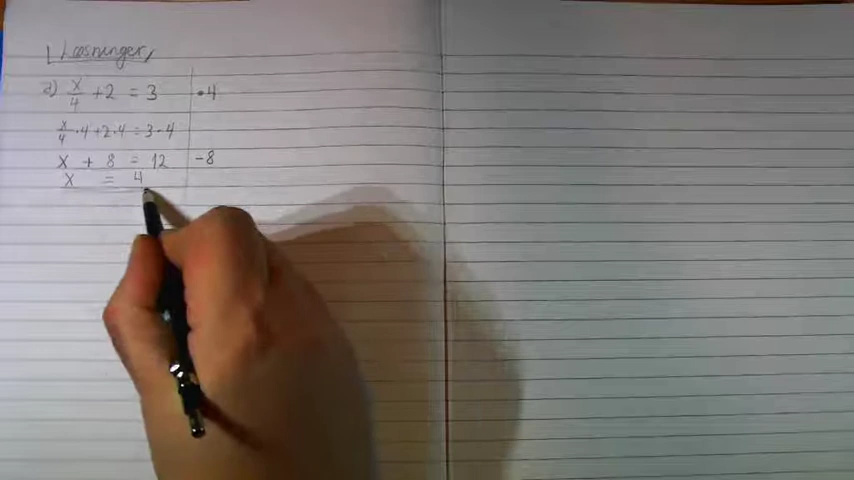 Løsninger
a) x/4 + 2 = 3 | •4
x/4 · 4 + 2 · 4 = 3 · 4
x + 8 = 12 | -8
x = 4